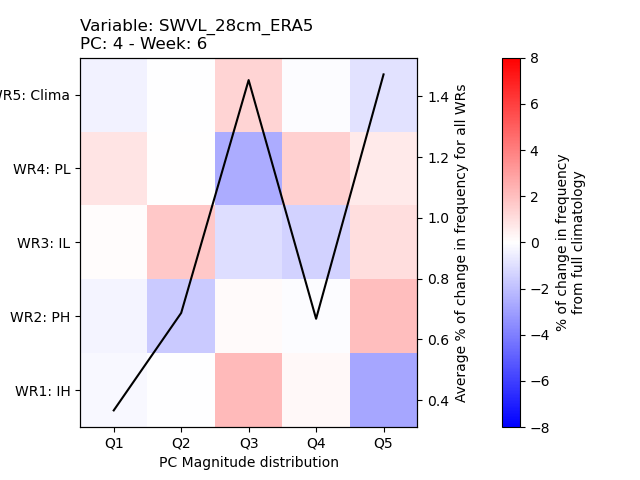 Variable: SWVL_28cm_ERA5
PC: 4 - Week: 6
WR5: Clima
WR4: PL
WR3: IL
WR2: PH
WR1: IH
Q1 Q2 Q3 Q4 Q5
PC Magnitude distribution
1.4
1.2
1.0
0.8
0.6
0.4
Average % of change in frequency for all WRs
8
6
4
2
0
−2
−4
−6
−8
% of change in frequency
from full climatology